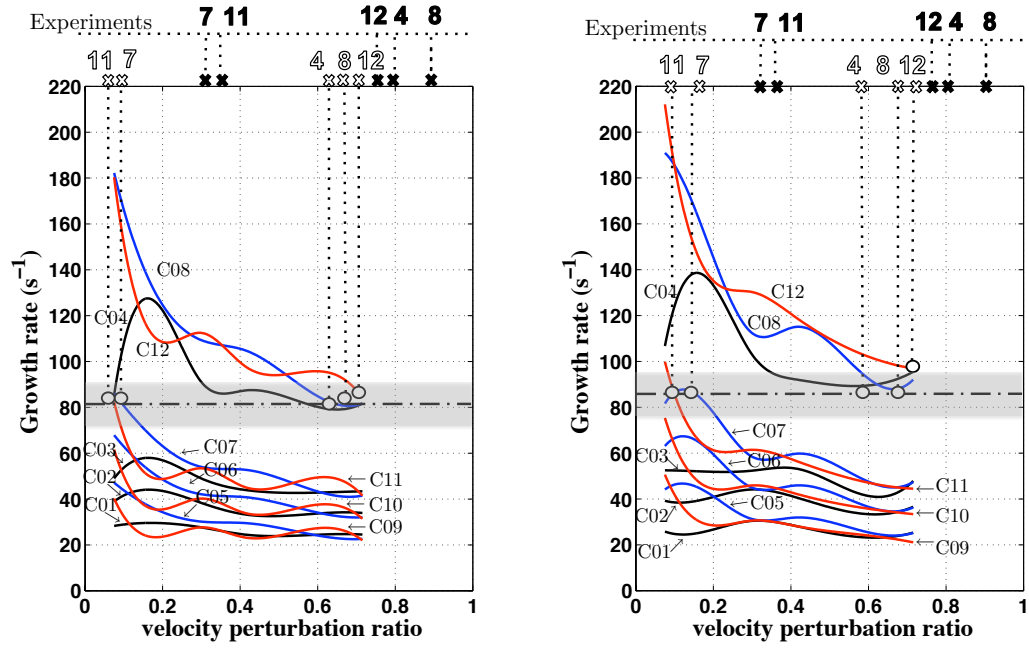 Experiments
7 11 12 4 8
11 7 4 8 12
220
200
180
160
140
120
100
80
60
40
20
0
Growth rate (s−1)
C08
C04
C12
C07
C03
C06
C02
C05
C01
C11
C10
C09
0 0.2 0.4 0.6 0.8 1
velocity perturbation ratio
Experiments
7 11 12 4 8
11 7 4 8 12
220
200
180
160
140
120
100
80
60
40
20
0
Growth rate (s−1)
C04
C12
C08
C07
C03
C06
C02
C05
C01
C11
C10
C09
0 0.2 0.4 0.6 0.8 1
velocity perturbation ratio